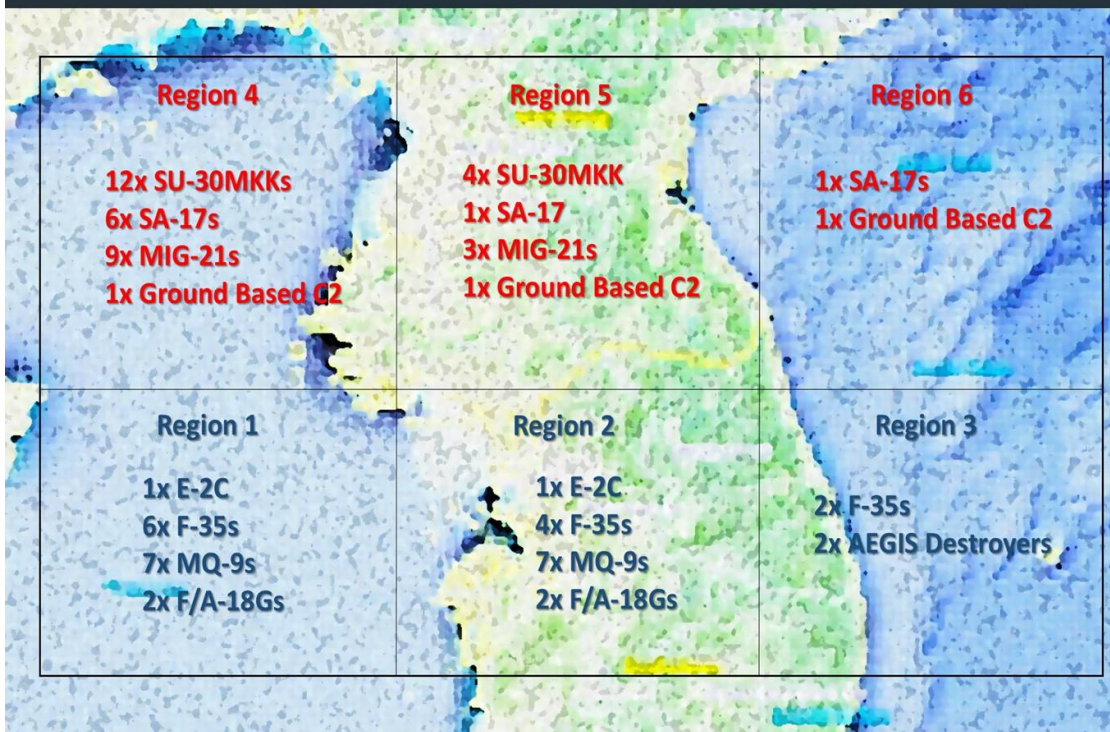 Region 4
12x SU-30MKKs
6x SA-17s
9x MIG-21s
1x Ground Based C2
Region 5
4x SU-30MKK
1x SA-17
3x MIG-21s
1x Ground Based C2
Region 6
1x SA-17s
1x Ground Based C2
Region 1
1x E-2C
6x F-35s
7x MQ-9s
2x F/A-18Gs
Region 2
1x E-2C
4x F-35s
7x MQ-9s
2x F/A-18Gs
Region 3
2x F-35s
2x AEGIS Destroyers